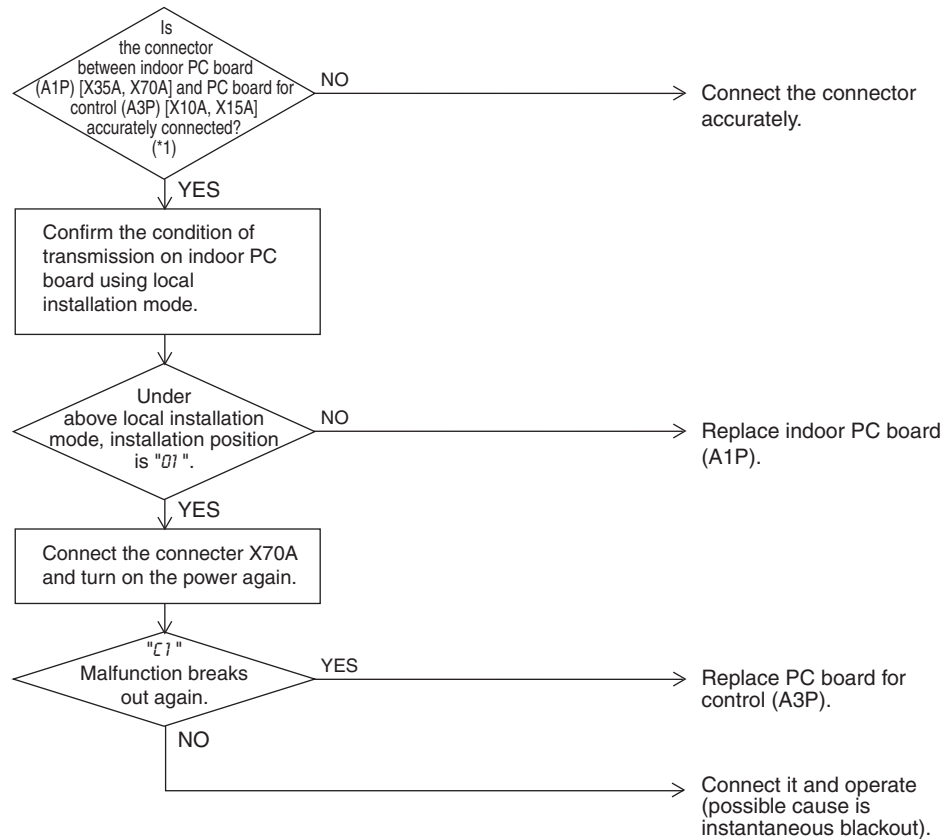 Is
the connector
between indoor PC board
(A1P) [X35A, X70A] and PC board for
control (A3P) [X10A, X15A]
accurately connected?
(*1)
NO
Connect the connector
accurately.
YES
Confirm the condition of
transmission on indoor PC
board using local
installation mode.
Under
above local installation
mode, installation position
is "01".
NO
Replace indoor PC board
(A1P).
YES
Connect the connecter X70A
and turn on the power again.
"C1"
Malfunction breaks
out again.
YES
Replace PC board for
control (A3P).
NO
Connect it and operate
(possible cause is
instantaneous blackout).